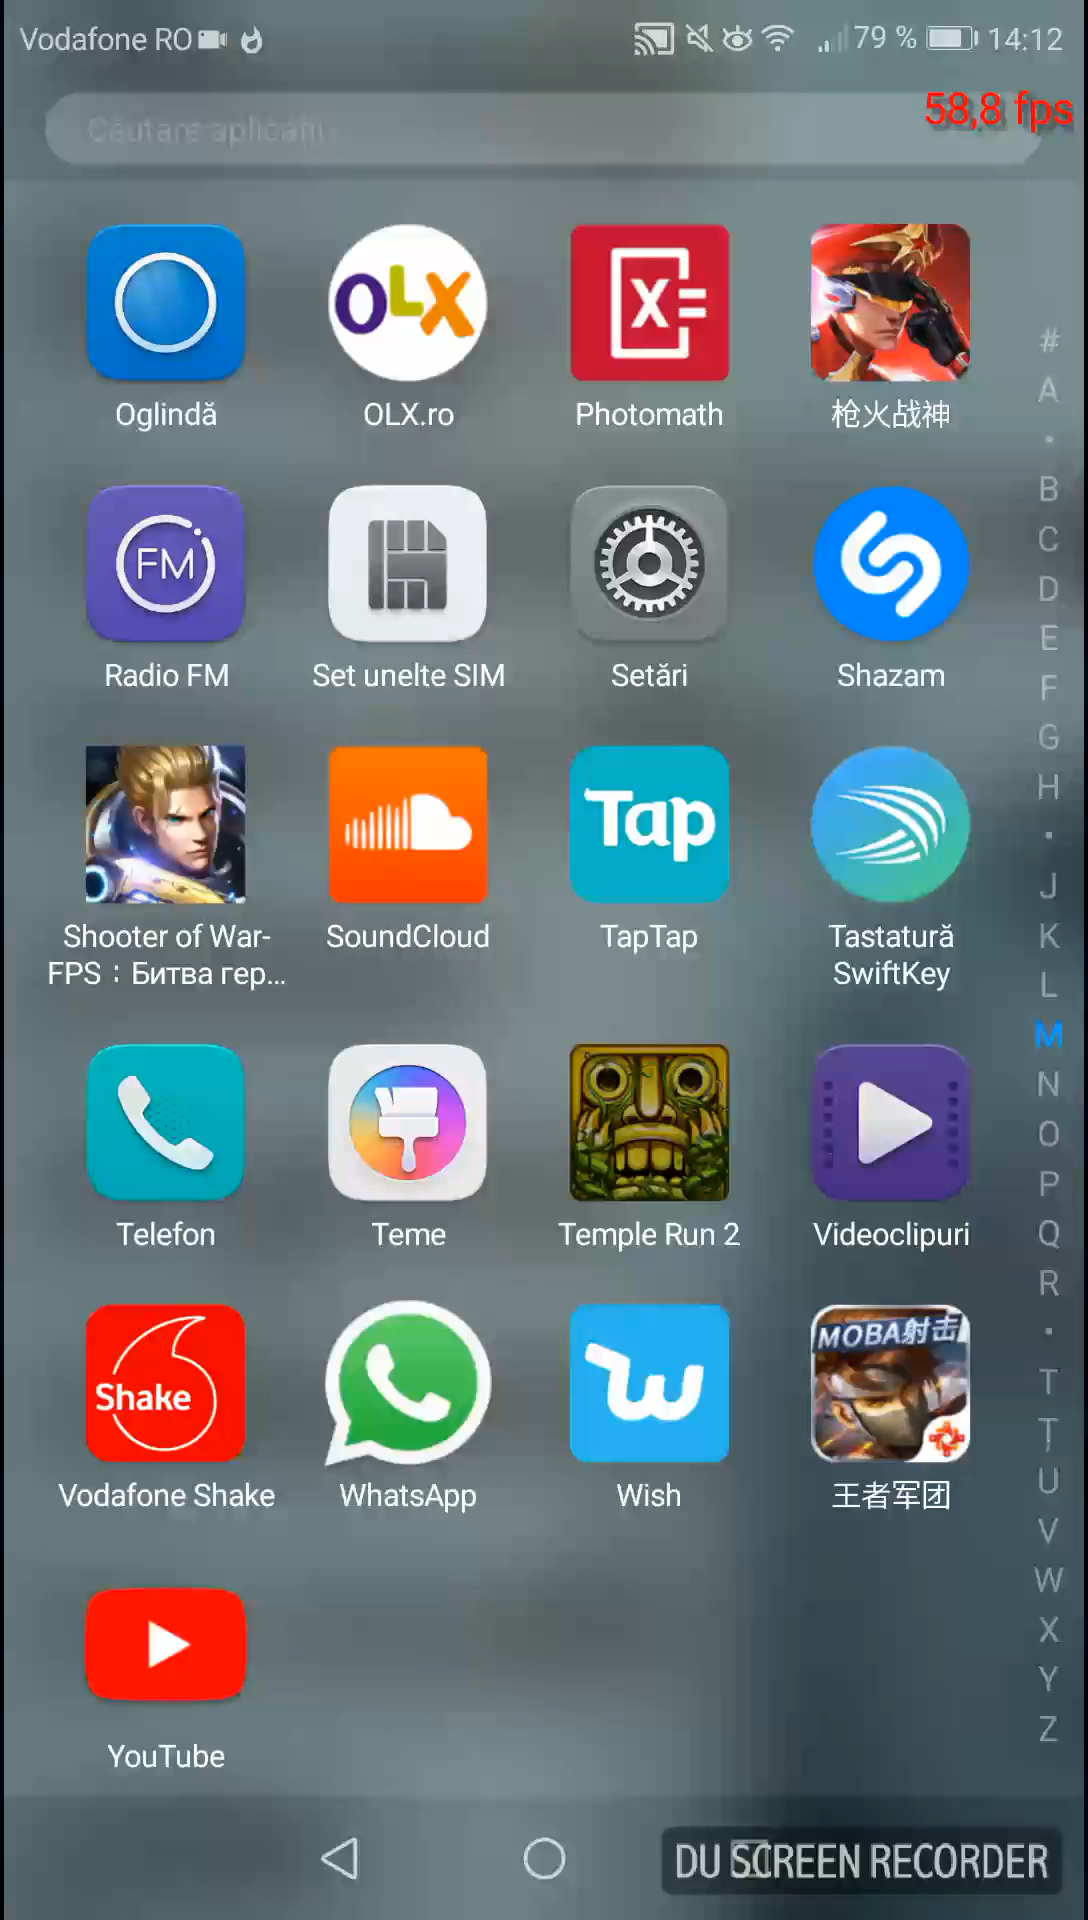 Vodafone RO 79 % 14:12
58,8 fps
Căutare aplicații
OLX
X=
Oglindă OLX.ro Photomath 枪火战神
FM
Radio FM Set unelte SIM Setări Shazam
Tap
Shooter of War-
FPS：Битва гер...
SoundCloud TapTap Tastatură
SwiftKey
Telefon Teme Temple Run 2 Videoclipuri
Shake
MOBA射击
Vodafone Shake WhatsApp Wish 王者军团
YouTube
#
A
•
B
C
D
E
F
G
H
•
J
K
L
M
N
O
P
Q
R
•
T
Ț
U
V
W
X
Y
Z
DU SCREEN RECORDER